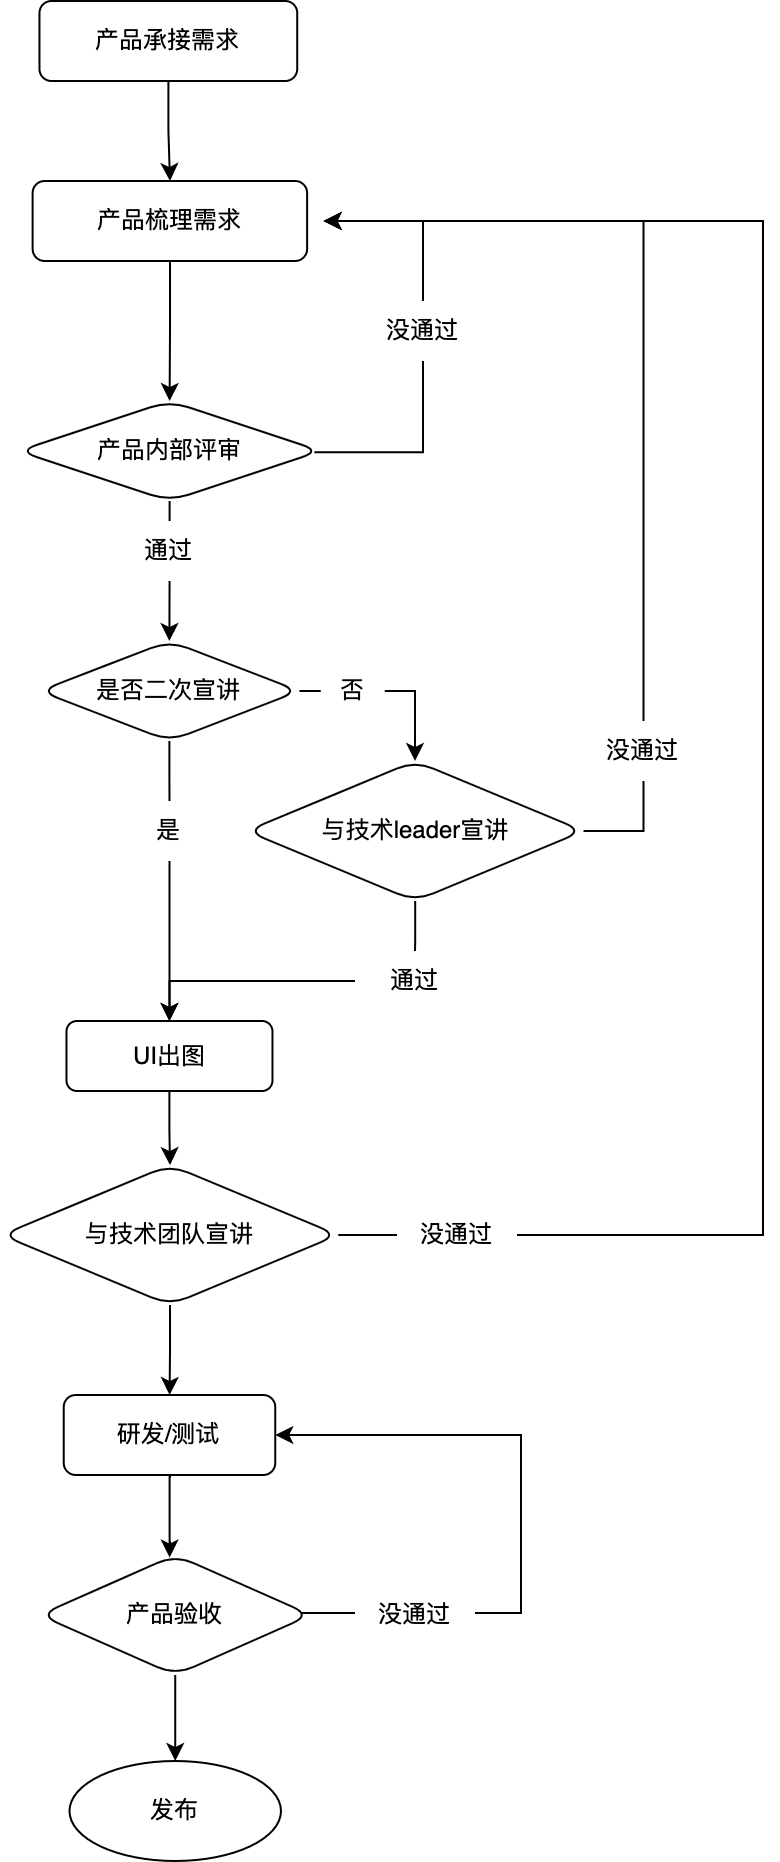 产品承接需求
产品梳理需求
没通过
产品内部评审
通过
是否二次宣讲
否
没通过
是
与技术leader宣讲
通过
UI出图
与技术团队宣讲
没通过
研发/测试
产品验收
没通过
发布